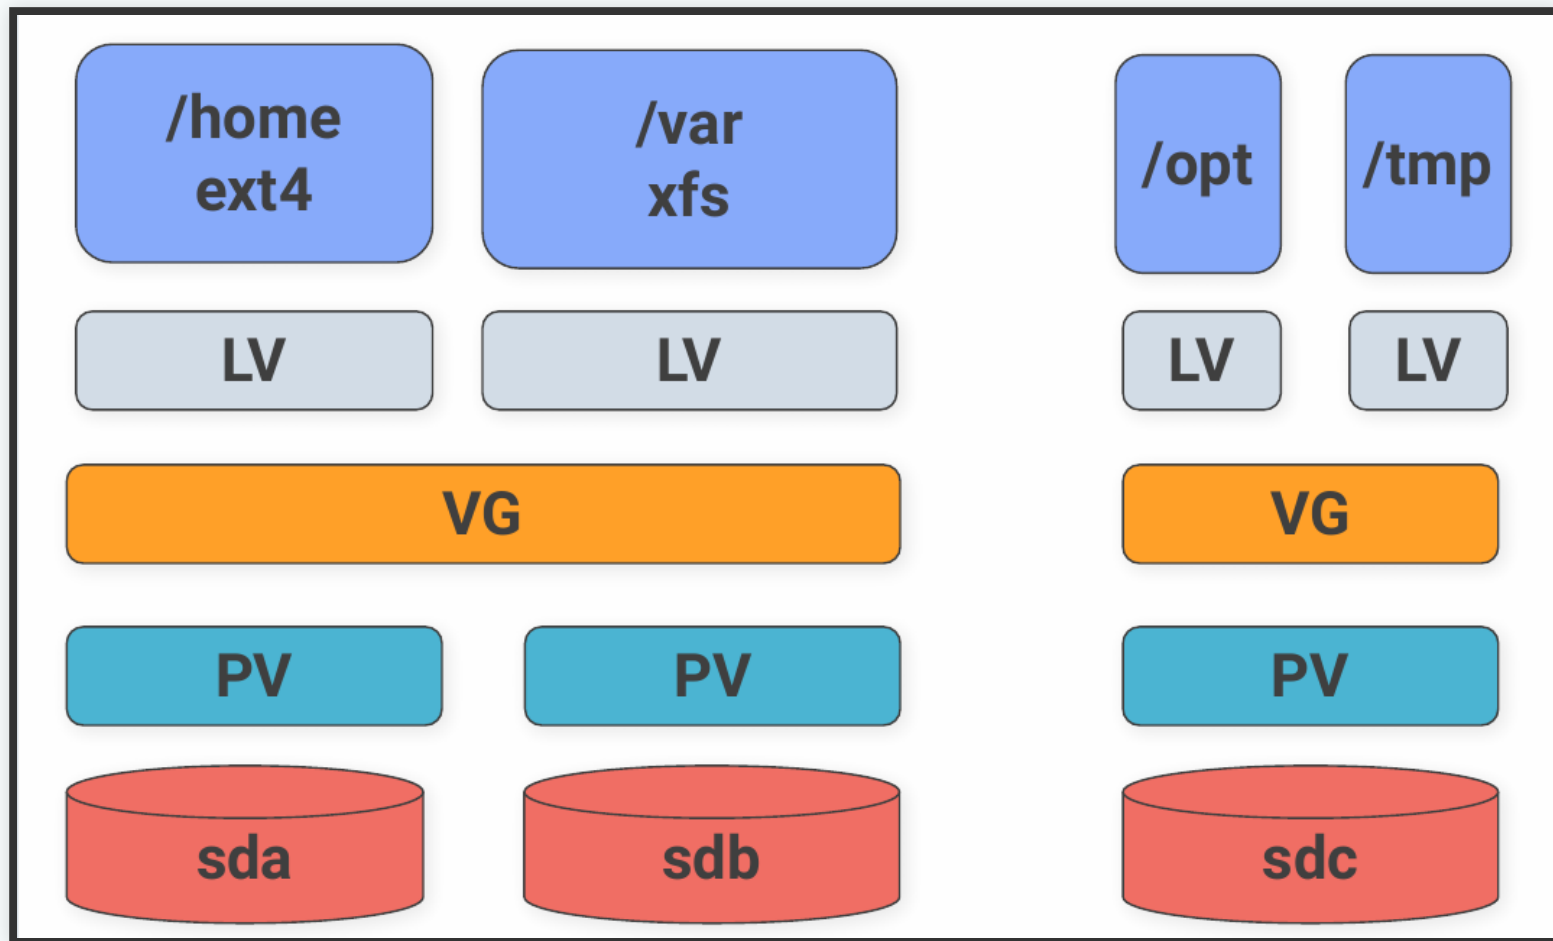 /home
ext4
/var
xfs
/opt
/tmp
LV
LV
LV
LV
VG
VG
PV
PV
PV
sda
sdb
sdc